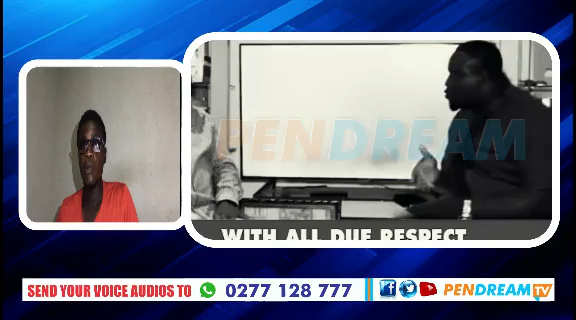 PENDREAM
WITH ALL DUE RESPECT
SEND YOUR VOICE AUDIOS TO 0277 128 777 PENDREAM TV